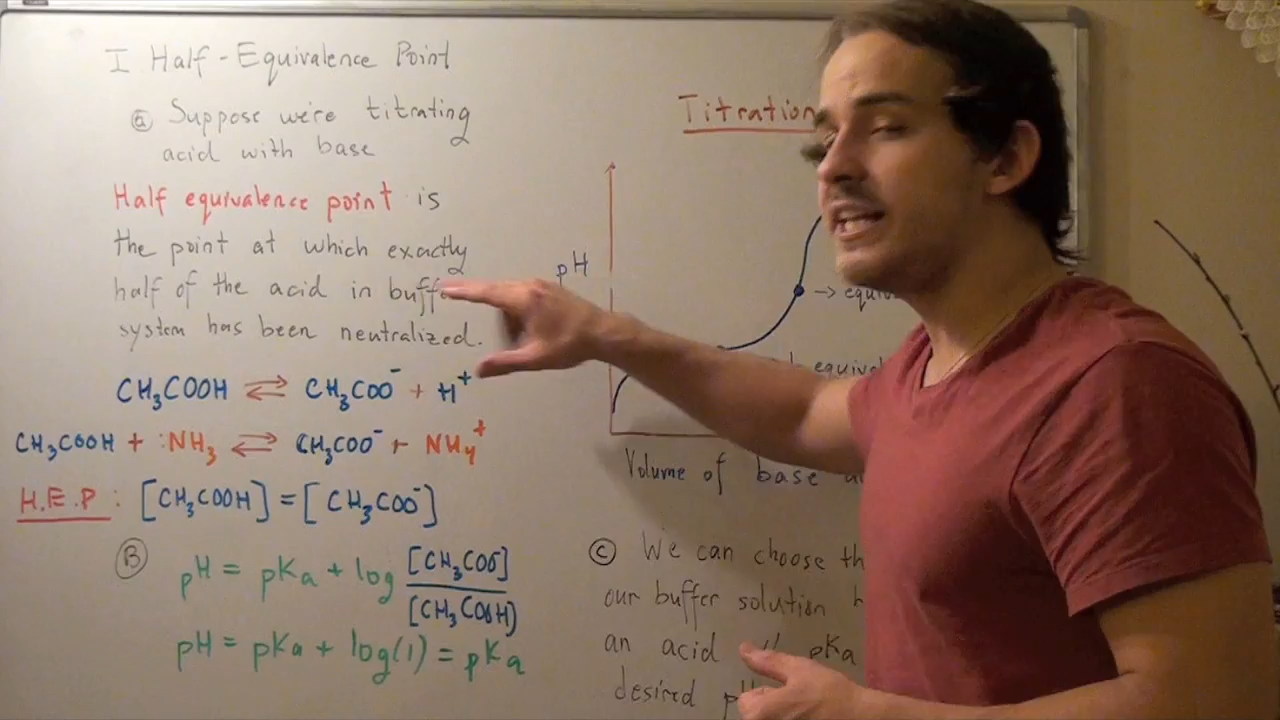 I Half-Equivalence Point
ⓐ Suppose we're titrating
acid with base
Half equivalence point is
the point at which exactly
half of the acid in buff
system has been neutralized.
CH₃COOH ⇌ CH₃COO⁻ + H⁺
CH₃COOH + :NH₃ ⇌ CH₃COO⁻ + NH₄⁺
H.E.P: [CH₃COOH] = [CH₃COO⁻]
Ⓑ pH = pKa + log [CH₃COO⁻]/[CH₃COOH]
pH = pKa + log(1) = pKa
Titration
pH
→ equiv
equiv
Volume of base
Ⓒ We can choose
our buffer solution
an acid pKa
desired